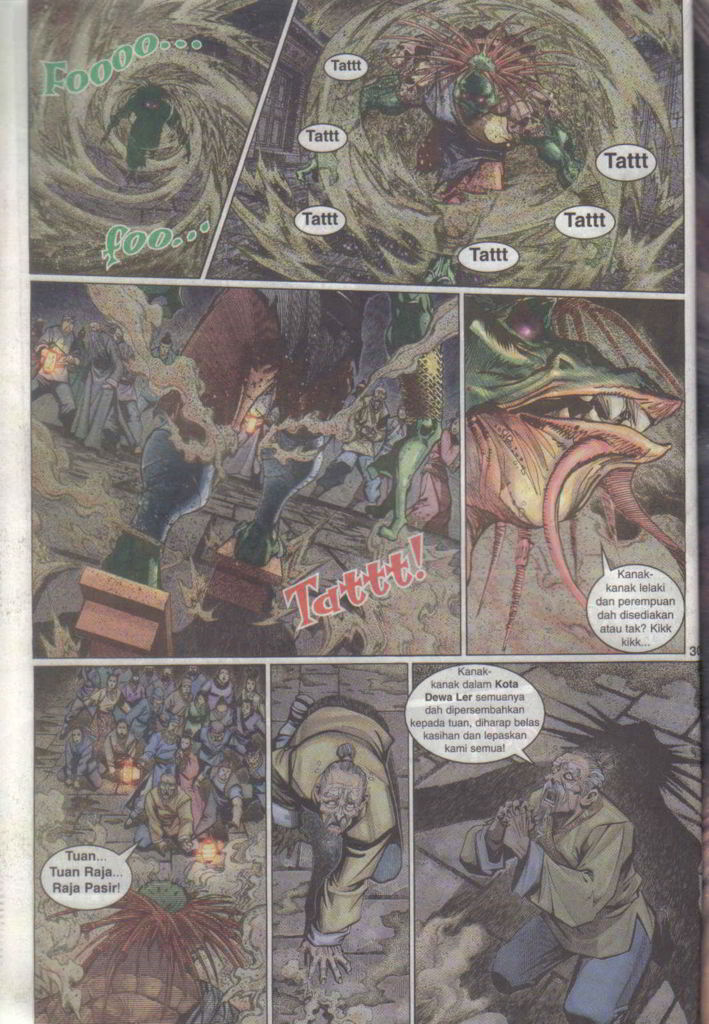 Foooo...
foo...
Tattt
Tattt
Tattt
Tattt
Tattt
Tattt
Tattt!
Kanak-
kanak lelaki
dan perempuan
dah disediakan
atau tak? Kikk
kikk...
30
Tuan...
Tuan Raja...
Raja Pasir!
Kanak-
kanak dalam Kota
Dewa Ler semuanya
dah dipersembahkan
kepada tuan, diharap belas
kasihan dan lepaskan
kami semua!